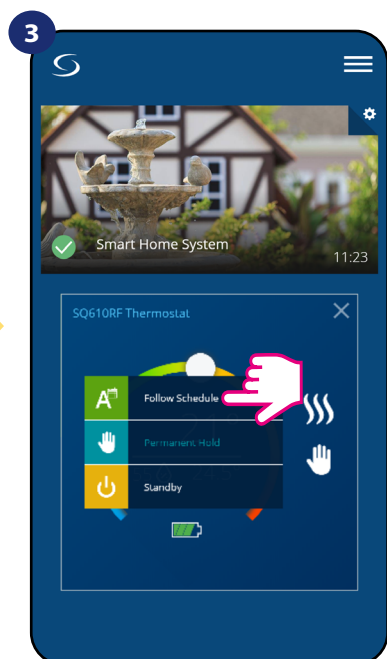 3
Smart Home System
11:23
SQ610RF Thermostat
A
Follow Schedule
Permanent Hold
Standby